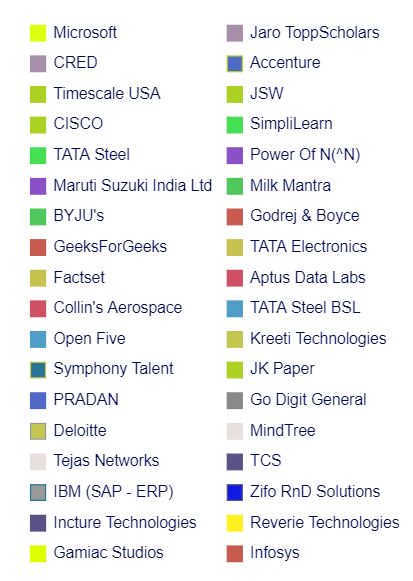 Microsoft
Jaro ToppScholars
CRED
Accenture
Timescale USA
JSW
CISCO
SimpliLearn
TATA Steel
Power Of N(^N)
Maruti Suzuki India Ltd
Milk Mantra
BYJU's
Godrej & Boyce
GeeksForGeeks
TATA Electronics
Factset
Aptus Data Labs
Collin's Aerospace
TATA Steel BSL
Open Five
Kreeti Technologies
Symphony Talent
JK Paper
PRADAN
Go Digit General
Deloitte
MindTree
Tejas Networks
TCS
IBM (SAP - ERP)
Zifo RnD Solutions
Incture Technologies
Reverie Technologies
Gamiac Studios
Infosys